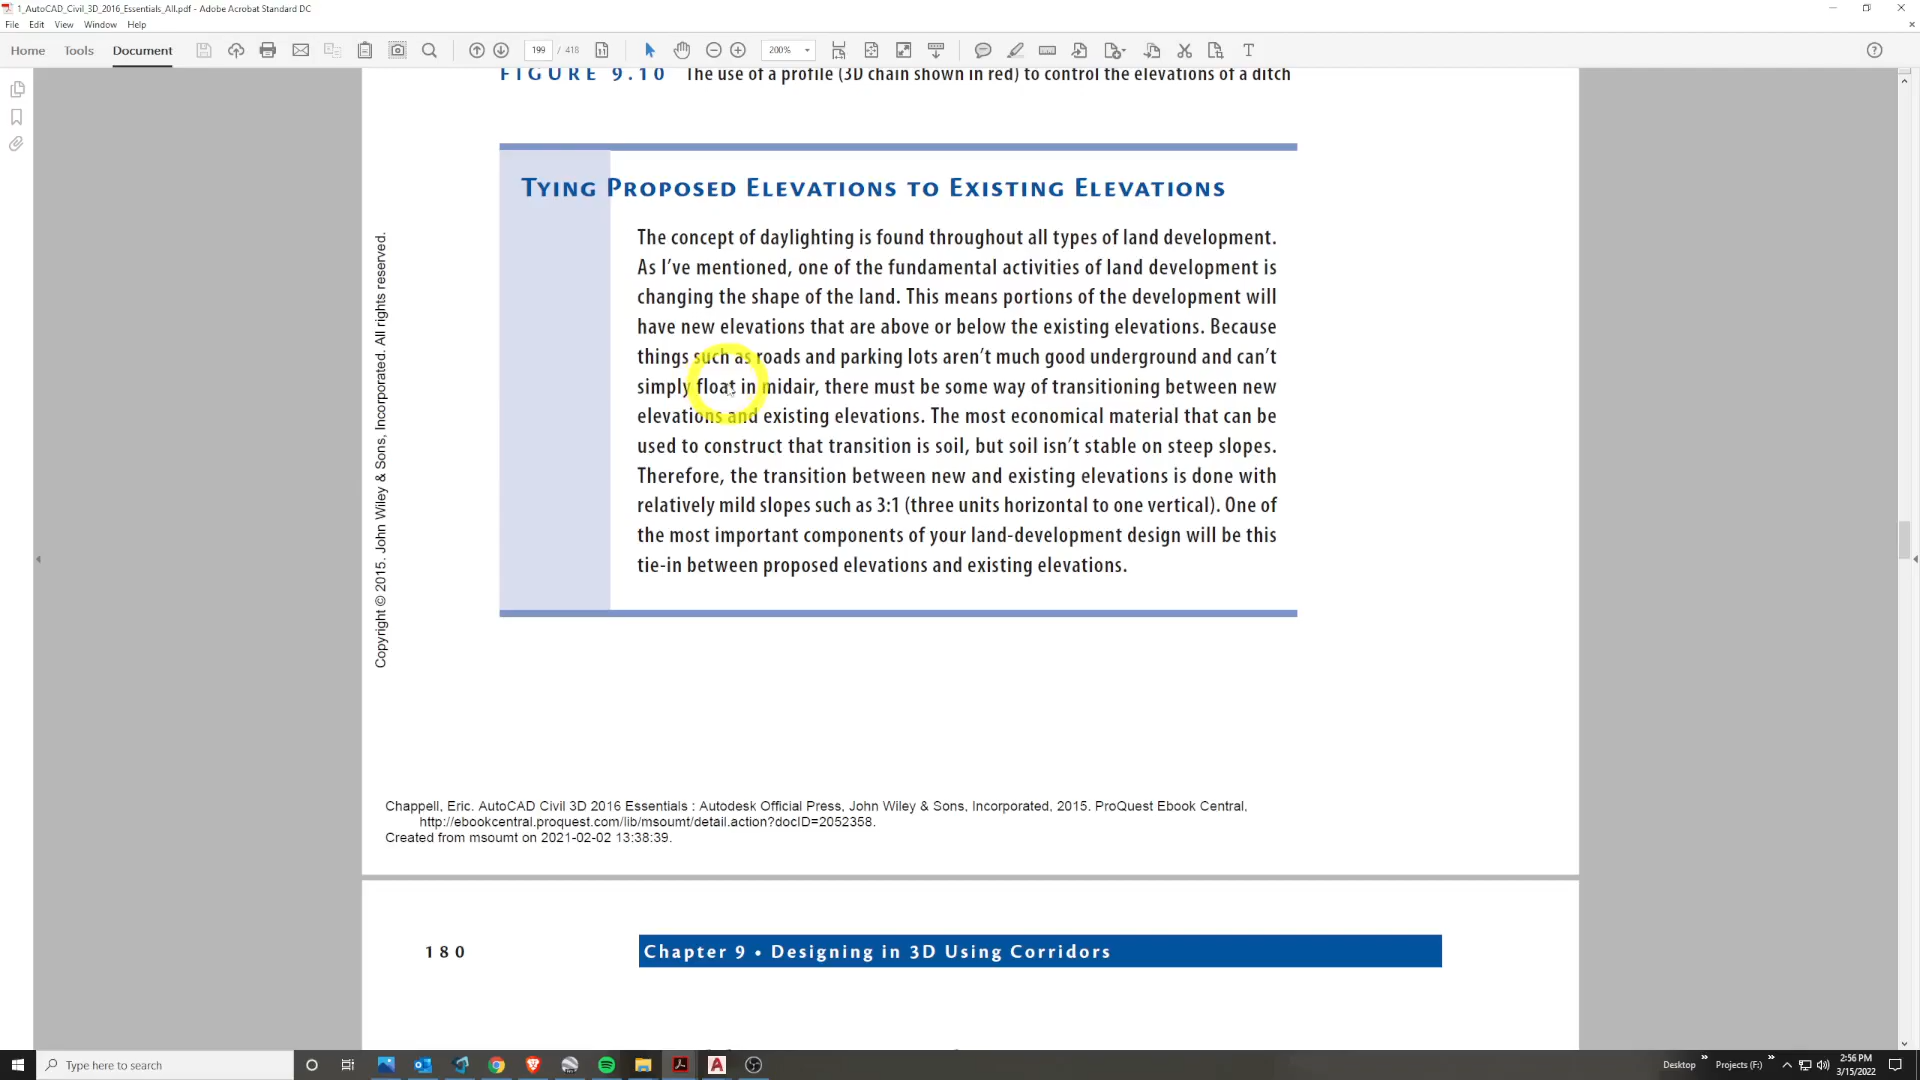 1_AutoCAD_Civil_3D_2016_Essentials_All.pdf - Adobe Acrobat Standard DC
File Edit View Window Help
Home Tools Document 199 / 418 200%
FIGURE 9.10 The use of a profile (3D chain shown in red) to control the elevations of a ditch
Tying Proposed Elevations to Existing Elevations
The concept of daylighting is found throughout all types of land development.
As I've mentioned, one of the fundamental activities of land development is
changing the shape of the land. This means portions of the development will
have new elevations that are above or below the existing elevations. Because
things such as roads and parking lots aren't much good underground and can't
simply float in midair, there must be some way of transitioning between new
elevations and existing elevations. The most economical material that can be
used to construct that transition is soil, but soil isn't stable on steep slopes.
Therefore, the transition between new and existing elevations is done with
relatively mild slopes such as 3:1 (three units horizontal to one vertical). One of
the most important components of your land-development design will be this
tie-in between proposed elevations and existing elevations.
Copyright © 2015. John Wiley & Sons, Incorporated. All rights reserved.
Chappell, Eric. AutoCAD Civil 3D 2016 Essentials : Autodesk Official Press, John Wiley & Sons, Incorporated, 2015. ProQuest Ebook Central,
http://ebookcentral.proquest.com/lib/msoumt/detail.action?docID=2052358.
Created from msoumt on 2021-02-02 13:38:39.
180 Chapter 9 • Designing in 3D Using Corridors
Type here to search
Desktop Projects (F:)
2:56 PM
3/15/2022